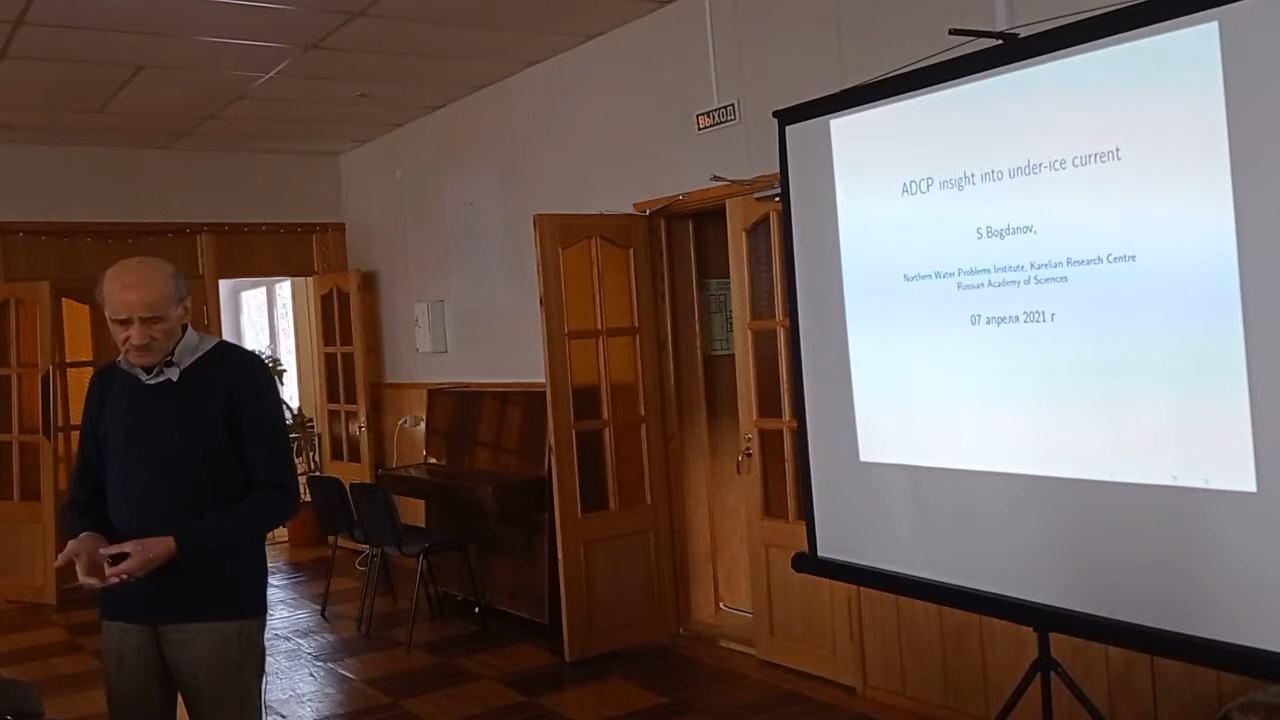 ВЫХОД
ADCP insight into under-ice current
S.Bogdanov,
Northern Water Problems Institute, Karelian Research Centre
Russian Academy of Sciences
07 апреля 2021 г